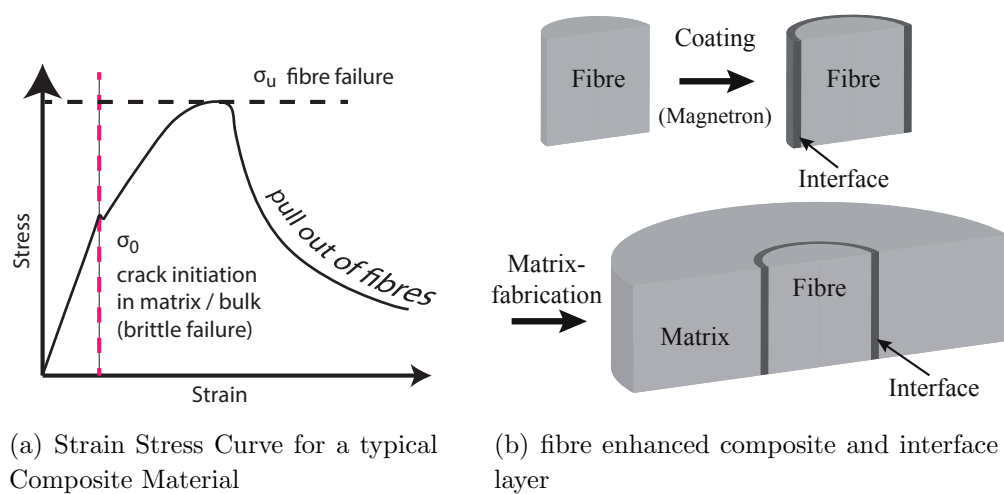 σu fibre failure
Stress
σ0
crack initiation
in matrix / bulk
(brittle failure)
pull out of fibres
Strain
(a) Strain Stress Curve for a typical
Composite Material
Fibre
Coating
(Magnetron)
Fibre
Interface
Matrix-
fabrication
Fibre
Matrix
Interface
(b) fibre enhanced composite and interface
layer